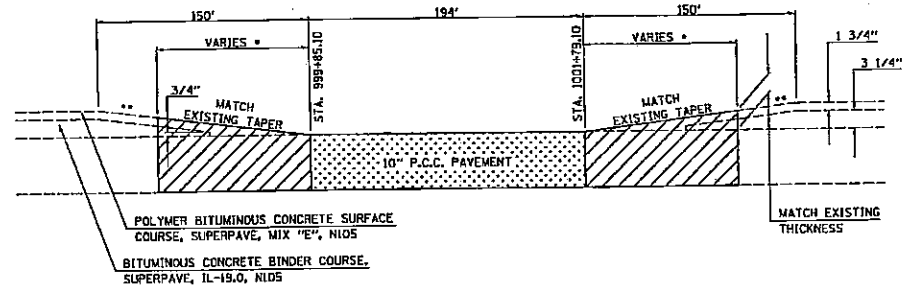 150'
194'
150'
VARIES *
VARIES *
STA. 999+85.10
STA. 1001+79.10
1 3/4"
3 1/4"
3/4"
**
MATCH
EXISTING TAPER
MATCH
EXISTING TAPER
**
10" P.C.C. PAVEMENT
POLYMER BITUMINOUS CONCRETE SURFACE
COURSE, SUPERPAVE, MIX "E", N105
BITUMINOUS CONCRETE BINDER COURSE,
SUPERPAVE, IL-19.0, N105
MATCH EXISTING
THICKNESS